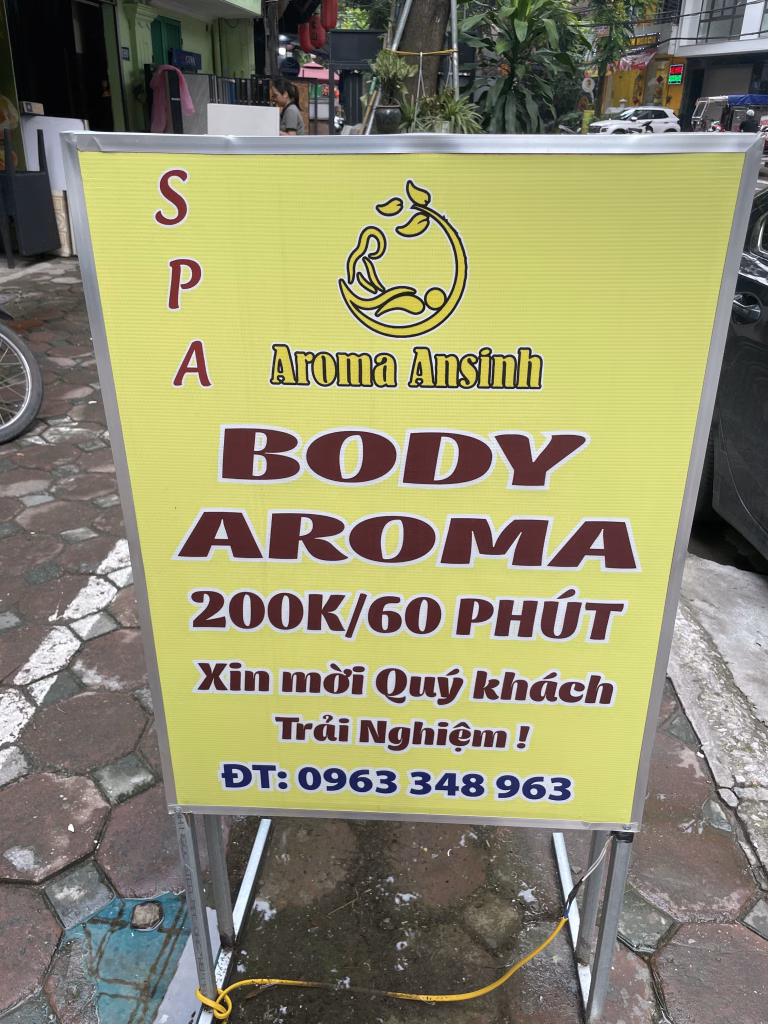 SPA
Aroma Ansinh
BODY
AROMA
200K/60 PHÚT
Xin mời Quý khách
Trải Nghiệm !
ĐT: 0963 348 963